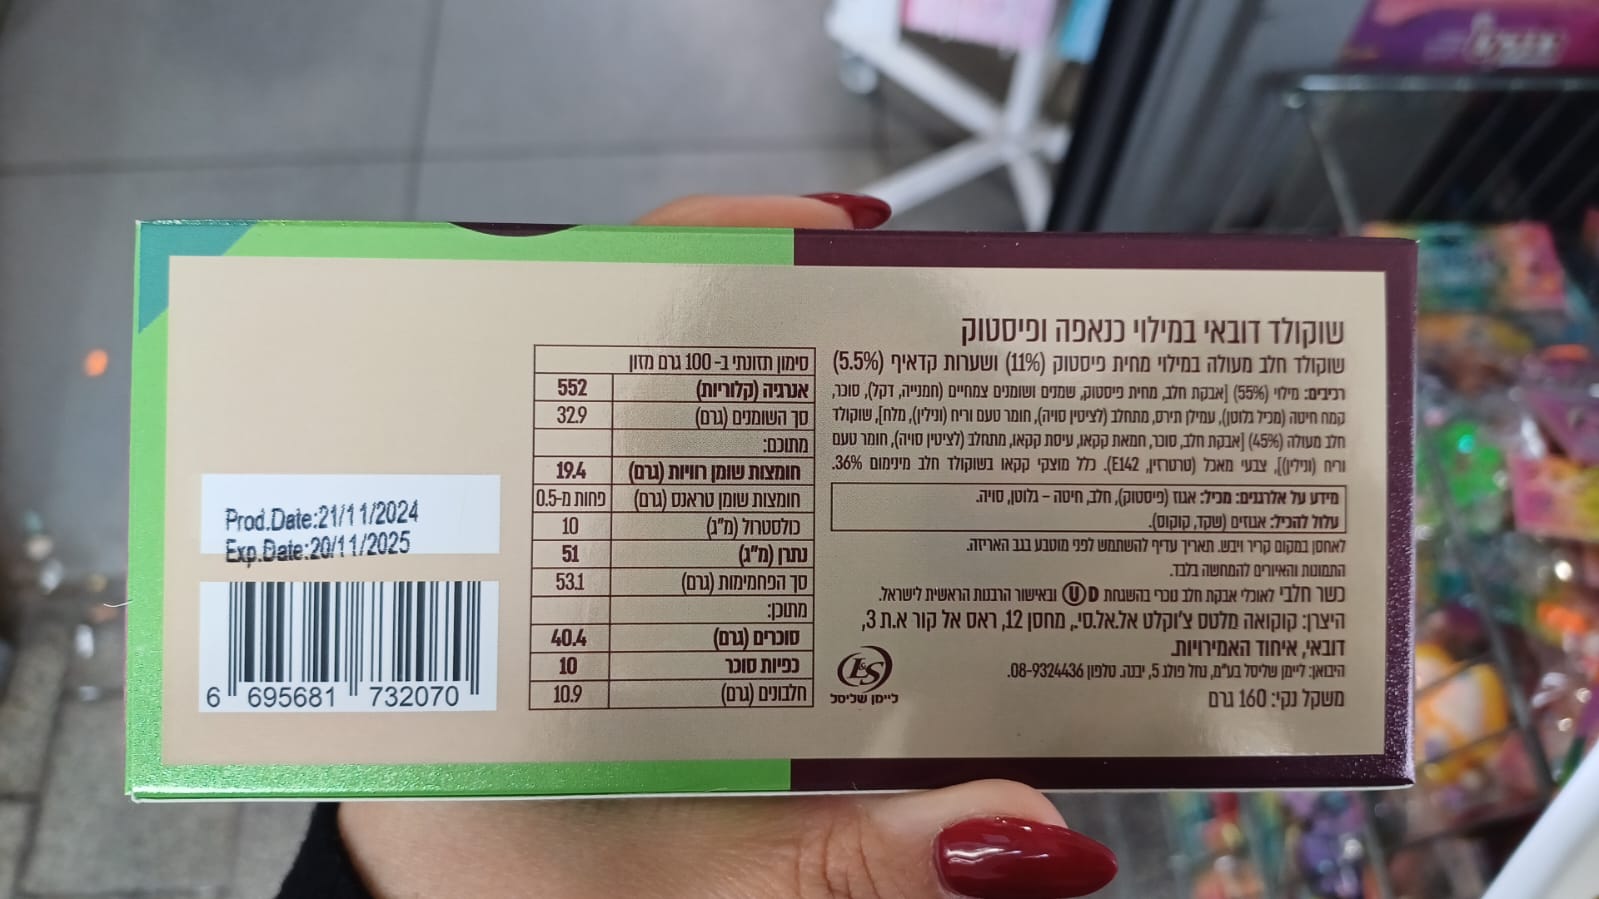 שוקולד דובאי במילוי כנאפה ופיסטוק
שוקולד חלב מעולה במילוי מחית פיסטוק (11%) ושערות קדאיף (5.5%)
רכיבים: מילוי (55%) [אבקת חלב, מחית פיסטוק, שמנים ושומנים צמחיים (חמנייה, דקל), סוכר,
קמח חיטה (מכיל גלוטן), עמילן תירס, מתחלב (לציטין סויה), חומר טעם וריח (ונילין), מלח], שוקולד
חלב מעולה (45%) [אבקת חלב, סוכר, חמאת קקאו, עיסת קקאו, מתחלב (לציטין סויה), חומר טעם
וריח (ונילין)], צבעי מאכל (טרטרזין, E142). כלל מוצקי קקאו בשוקולד חלב מינימום 36%.
מידע על אלרגנים: מכיל: אגוז (פיסטוק), חלב, חיטה – גלוטן, סויה.
עלול להכיל: אגוזים (שקד, קוקוס).
לאחסן במקום קריר ויבש. תאריך עדיף להשתמש לפני מוטבע בגב האריזה.
התמונות והאיורים להמחשה בלבד.
כשר חלבי לאוכלי אבקת חלב נוכרי בהשגחת U D ובאישור הרבנות הראשית לישראל.
היצרן: קוקואה מלטס צ'וקלט אל.אל.סי., מחסן 12, ראס אל קור א.ת 3,
דובאי, איחוד האמירויות.
היבואן: ליימן שליסל בע"מ, נחל פולג 5, יבנה. טלפון 08-9324436.
משקל נקי: 160 גרם
L&S
ליימן שליסל
סימון תזונתי ב- 100 גרם מזון
אנרגיה (קלוריות) 552
סך השומנים (גרם) 32.9
מתוכם:
חומצות שומן רוויות (גרם) 19.4
חומצות שומן טראנס (גרם) פחות מ-0.5
כולסטרול (מ"ג) 10
נתרן (מ"ג) 51
סך הפחמימות (גרם) 53.1
מתוכן:
סוכרים (גרם) 40.4
כפיות סוכר 10
חלבונים (גרם) 10.9
Prod.Date:21/11/2024
Exp.Date:20/11/2025
6 695681 732070